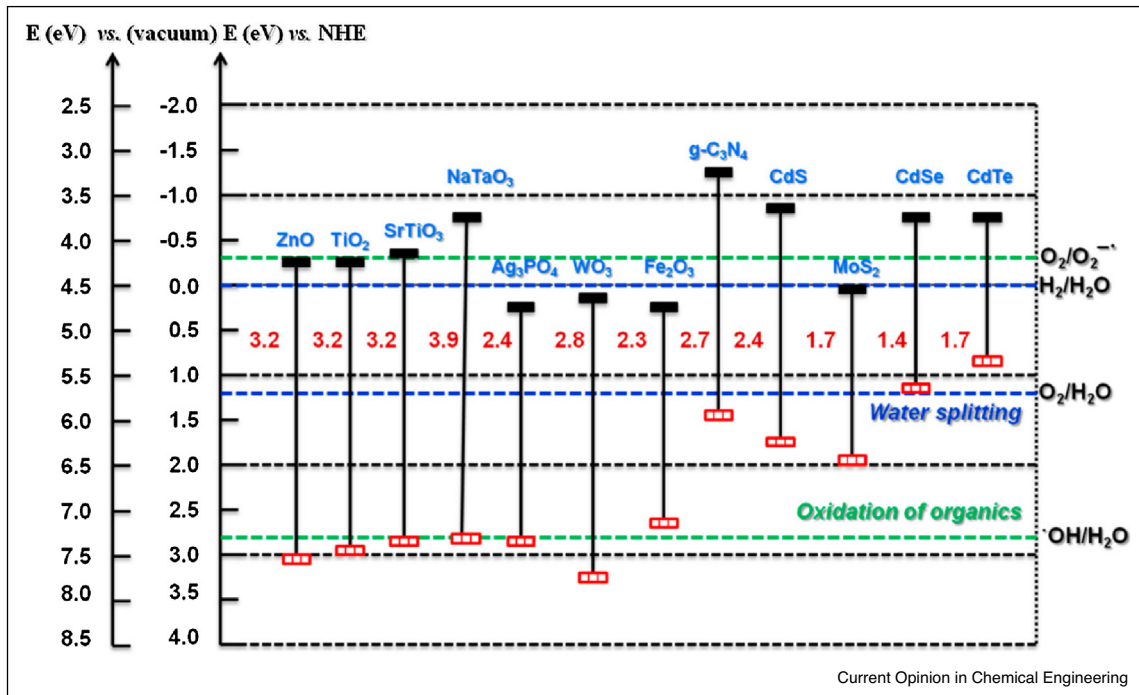 E (eV) vs. (vacuum) E (eV) vs. NHE
2.5 -2.0
3.0 -1.5
g-C₃N₄
3.5 -1.0
NaTaO₃ CdS CdSe CdTe
4.0 -0.5
ZnO TiO₂ SrTiO₃
O₂/O₂⁻˙
Ag₃PO₄ WO₃ Fe₂O₃ MoS₂
4.5 0.0
H₂/H₂O
5.0 0.5
3.2 3.2 3.2 3.9 2.4 2.8 2.3 2.7 2.4 1.7 1.4 1.7
5.5 1.0
O₂/H₂O
6.0 1.5
Water splitting
6.5 2.0
7.0 2.5
Oxidation of organics
˙OH/H₂O
7.5 3.0
8.0 3.5
8.5 4.0
Current Opinion in Chemical Engineering